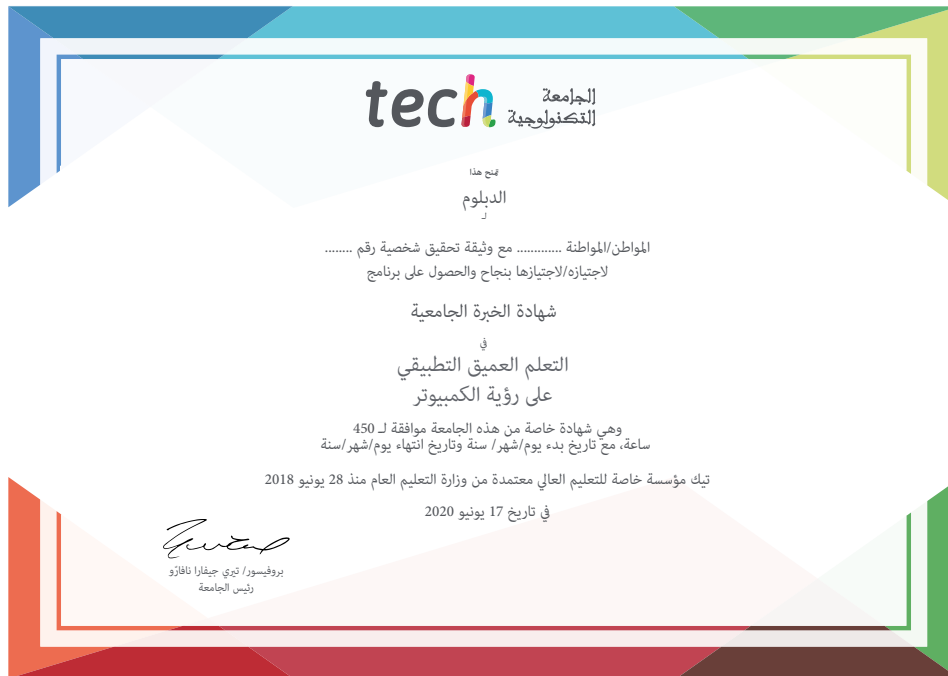 tech الجامعة
التكنولوجية
تمنح هذا
الدبلوم
لـ
المواطن/المواطنة ............. مع وثيقة تحقيق شخصية رقم ........
لاجتيازه/لاجتيازها بنجاح والحصول على برنامج
شهادة الخبرة الجامعية
في
التعلم العميق التطبيقي
على رؤية الكمبيوتر
وهي شهادة خاصة من هذه الجامعة موافقة لـ 450
ساعة، مع تاريخ بدء يوم/شهر/ سنة وتاريخ انتهاء يوم/شهر/سنة
تيك مؤسسة خاصة للتعليم العالي معتمدة من وزارة التعليم العام منذ 28 يونيو 2018
في تاريخ 17 يونيو 2020
بروفيسور/ تيري جيفارا نافارّو
رئيس الجامعة